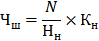 Чш = N/Нн × Кн